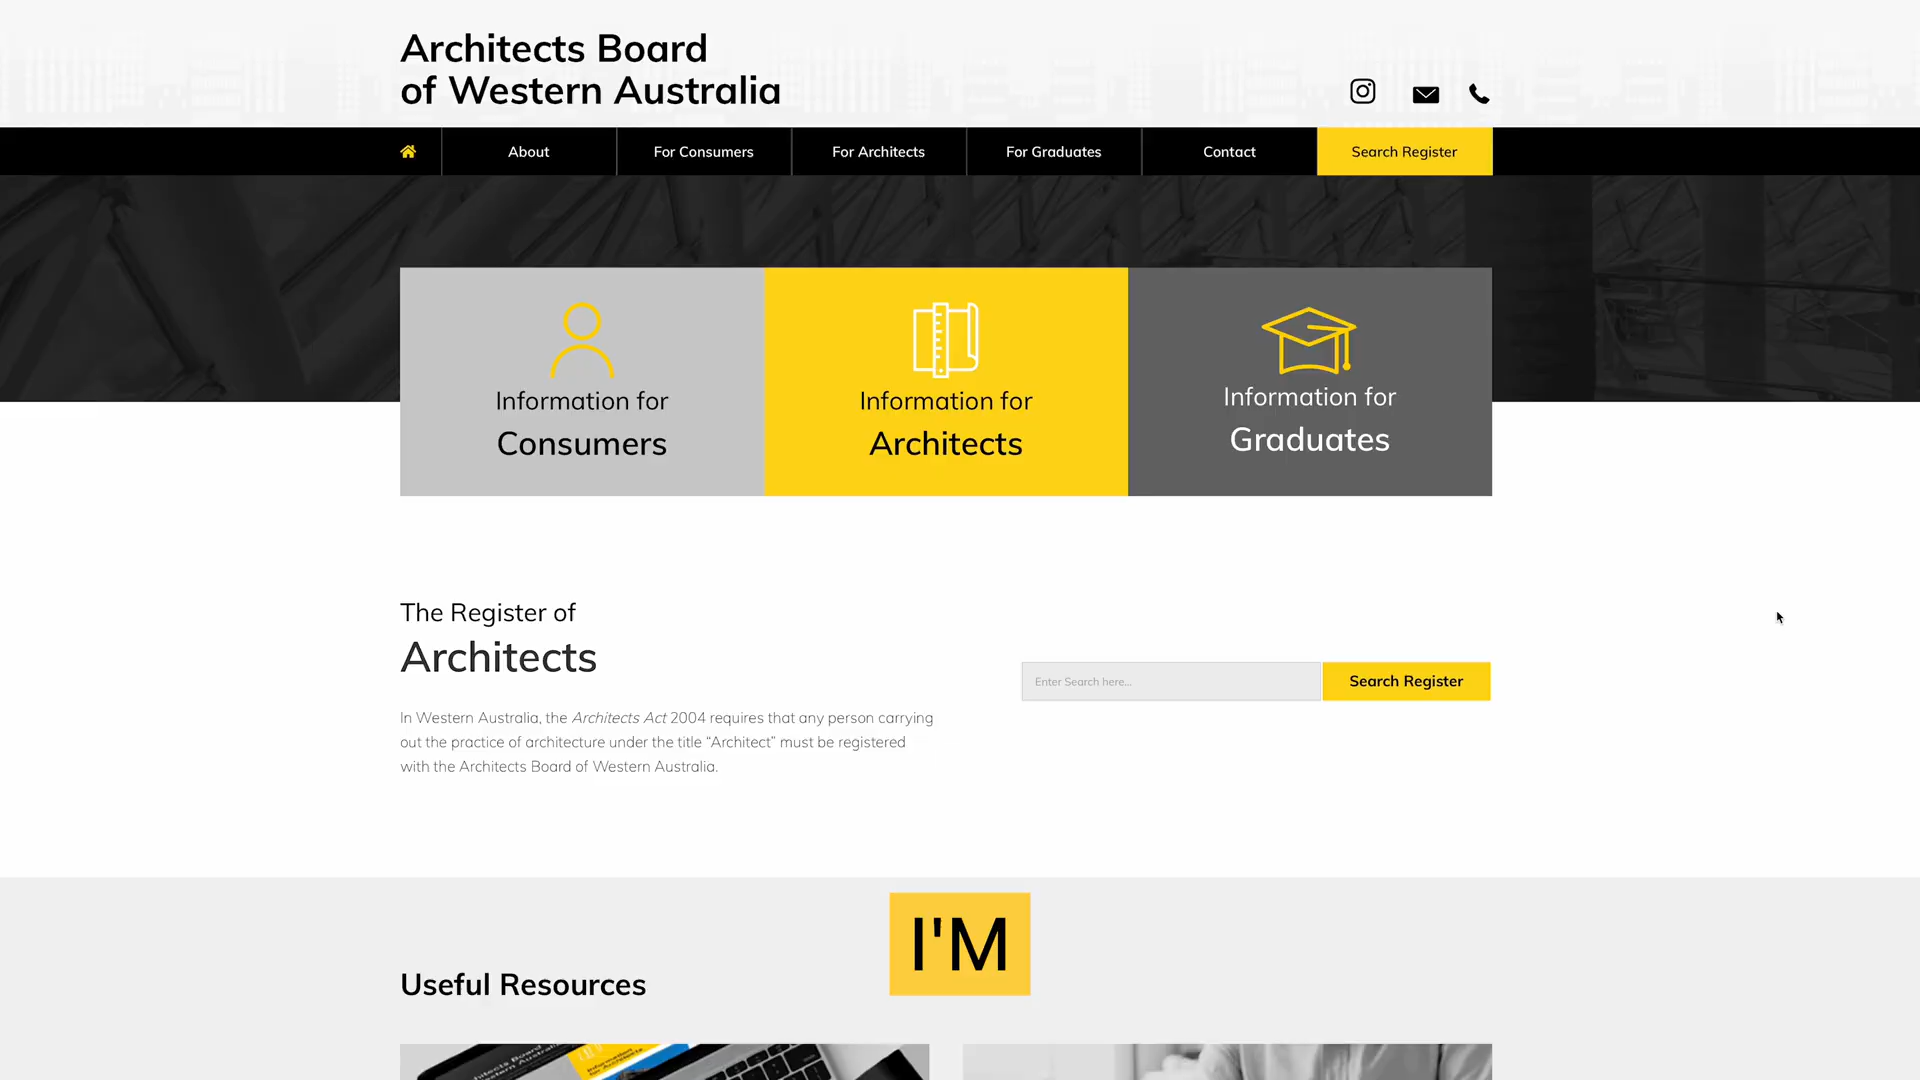 Architects Board
of Western Australia
About
For Consumers
For Architects
For Graduates
Contact
Search Register
Information for
Consumers
Information for
Architects
Information for
Graduates
The Register of
Architects
Enter Search here...
Search Register
In Western Australia, the Architects Act 2004 requires that any person carrying
out the practice of architecture under the title “Architect” must be registered
with the Architects Board of Western Australia.
I'M
Useful Resources